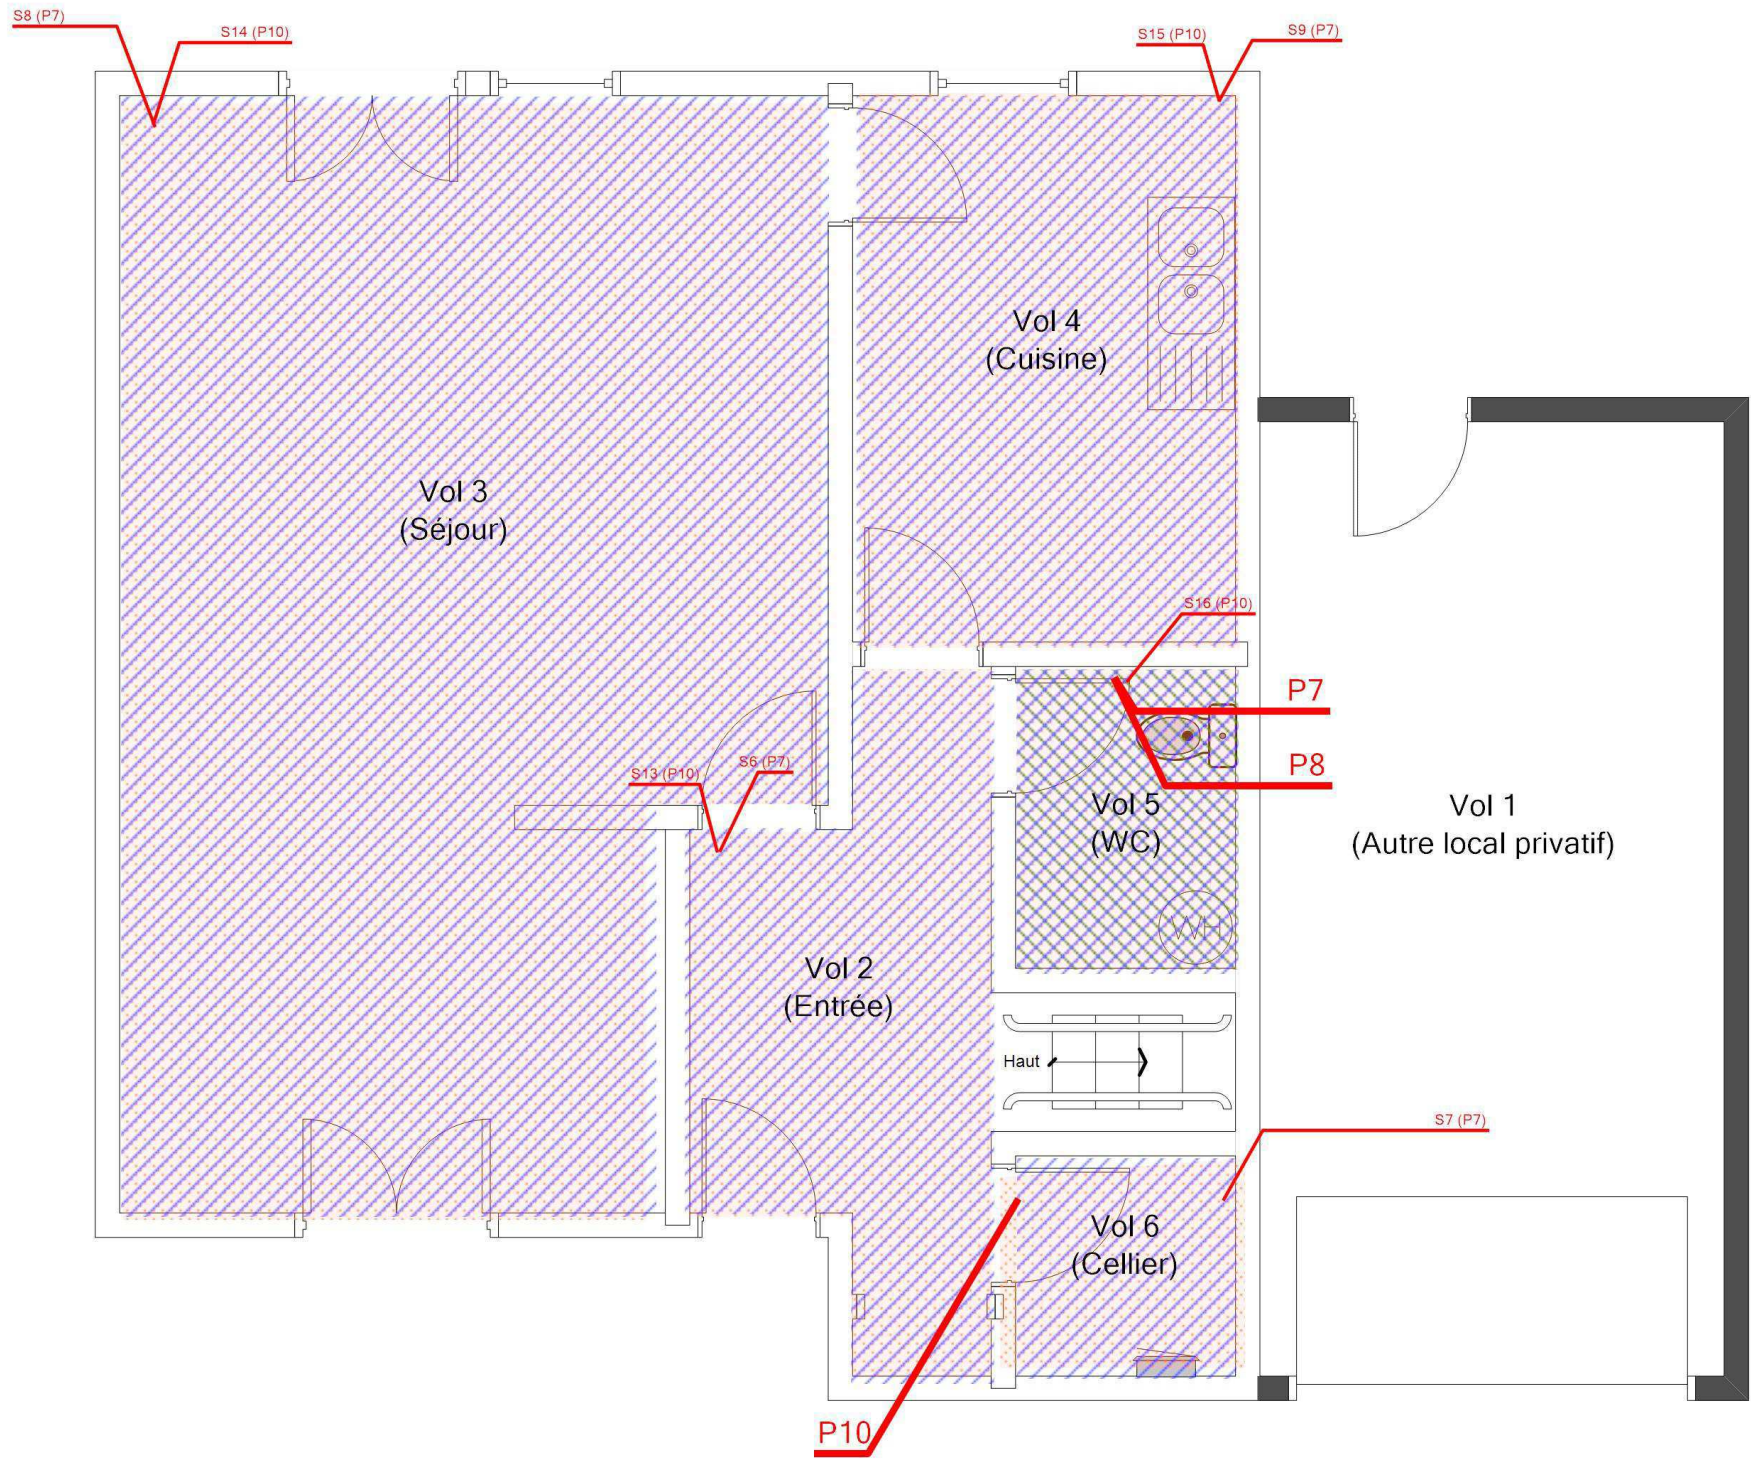 S8 (P7)
S14 (P10)
S15 (P10)
S9 (P7)
Vol 4
(Cuisine)
Vol 3
(Séjour)
S16 (P10)
P7
S13 (P10)
S6 (P7)
P8
Vol 5
(WC)
Vol 1
(Autre local privatif)
WH
Vol 2
(Entrée)
Haut
S7 (P7)
Vol 6
(Cellier)
P10